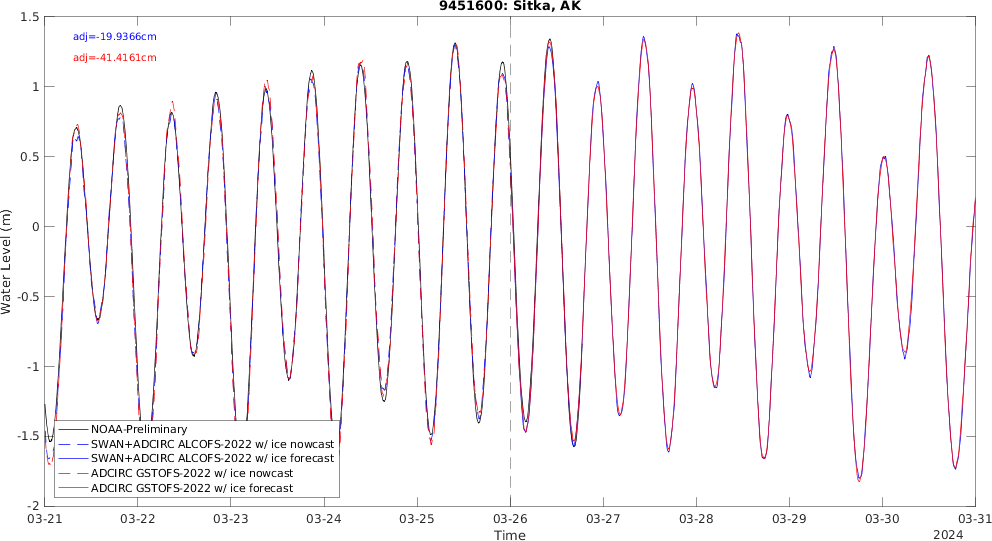 9451600: Sitka, AK
adj=-19.9366cm
adj=-41.4161cm
Water Level (m)
1.5
1
0.5
0
-0.5
-1
-1.5
-2
NOAA-Preliminary
SWAN+ADCIRC ALCOFS-2022 w/ ice nowcast
SWAN+ADCIRC ALCOFS-2022 w/ ice forecast
ADCIRC GSTOFS-2022 w/ ice nowcast
ADCIRC GSTOFS-2022 w/ ice forecast
03-21 03-22 03-23 03-24 03-25 03-26 03-27 03-28 03-29 03-30 03-31
Time
2024